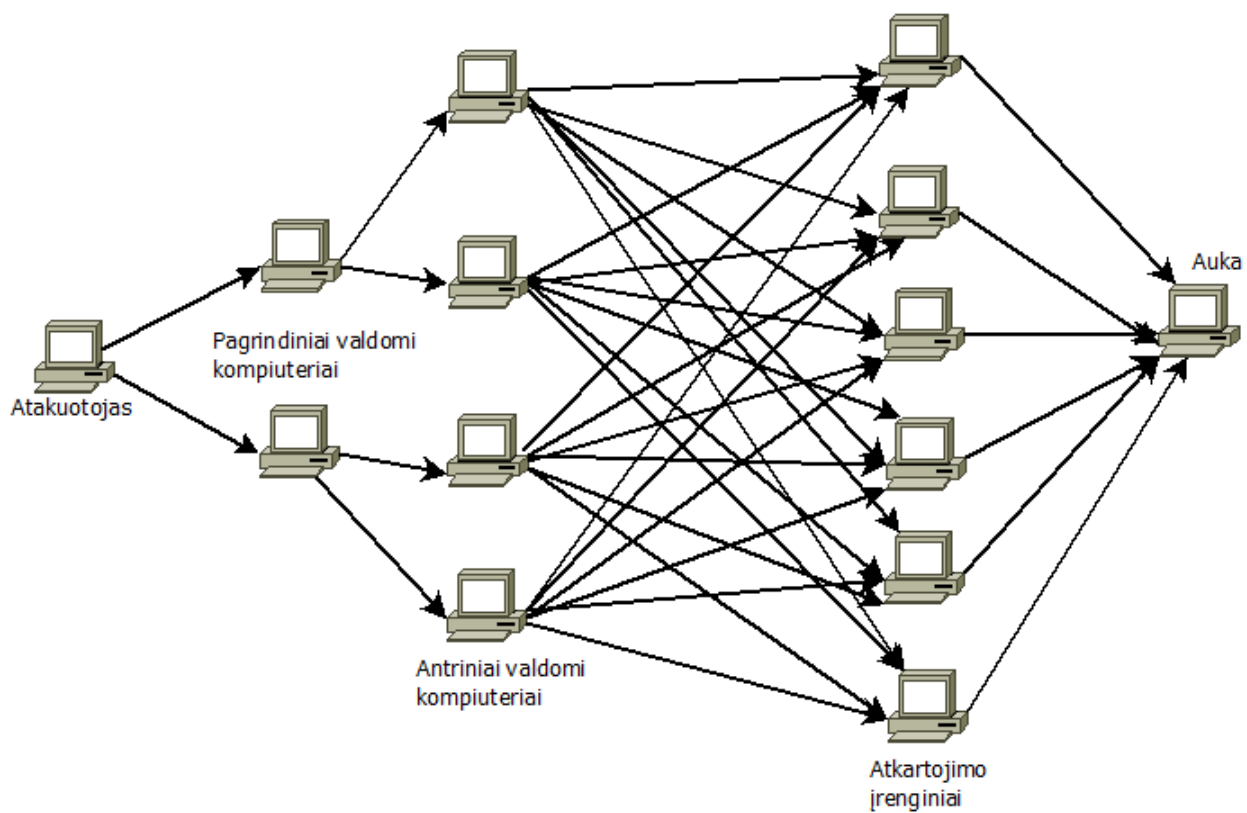 Auka
Pagrindiniai valdomi
kompiuteriai
Atakuotojas
Antriniai valdomi
kompiuteriai
Atkartojimo
įrenginiai